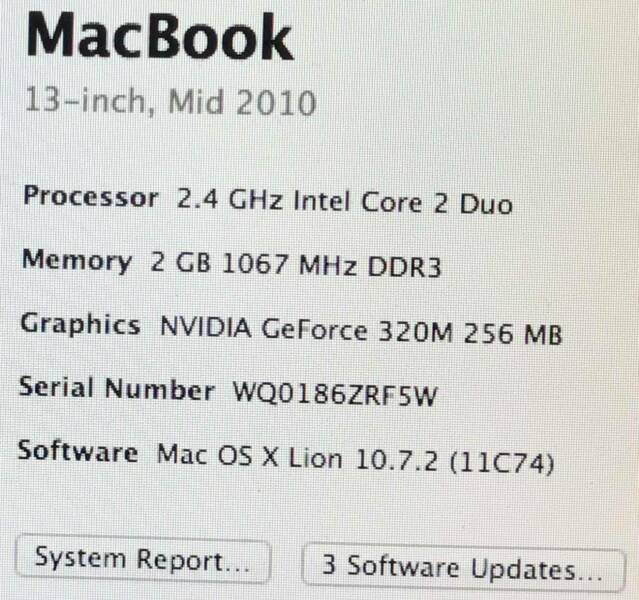 MacBook
13-inch, Mid 2010
Processor 2.4 GHz Intel Core 2 Duo
Memory 2 GB 1067 MHz DDR3
Graphics NVIDIA GeForce 320M 256 MB
Serial Number WQ0186ZRF5W
Software Mac OS X Lion 10.7.2 (11C74)
System Report... 3 Software Updates...